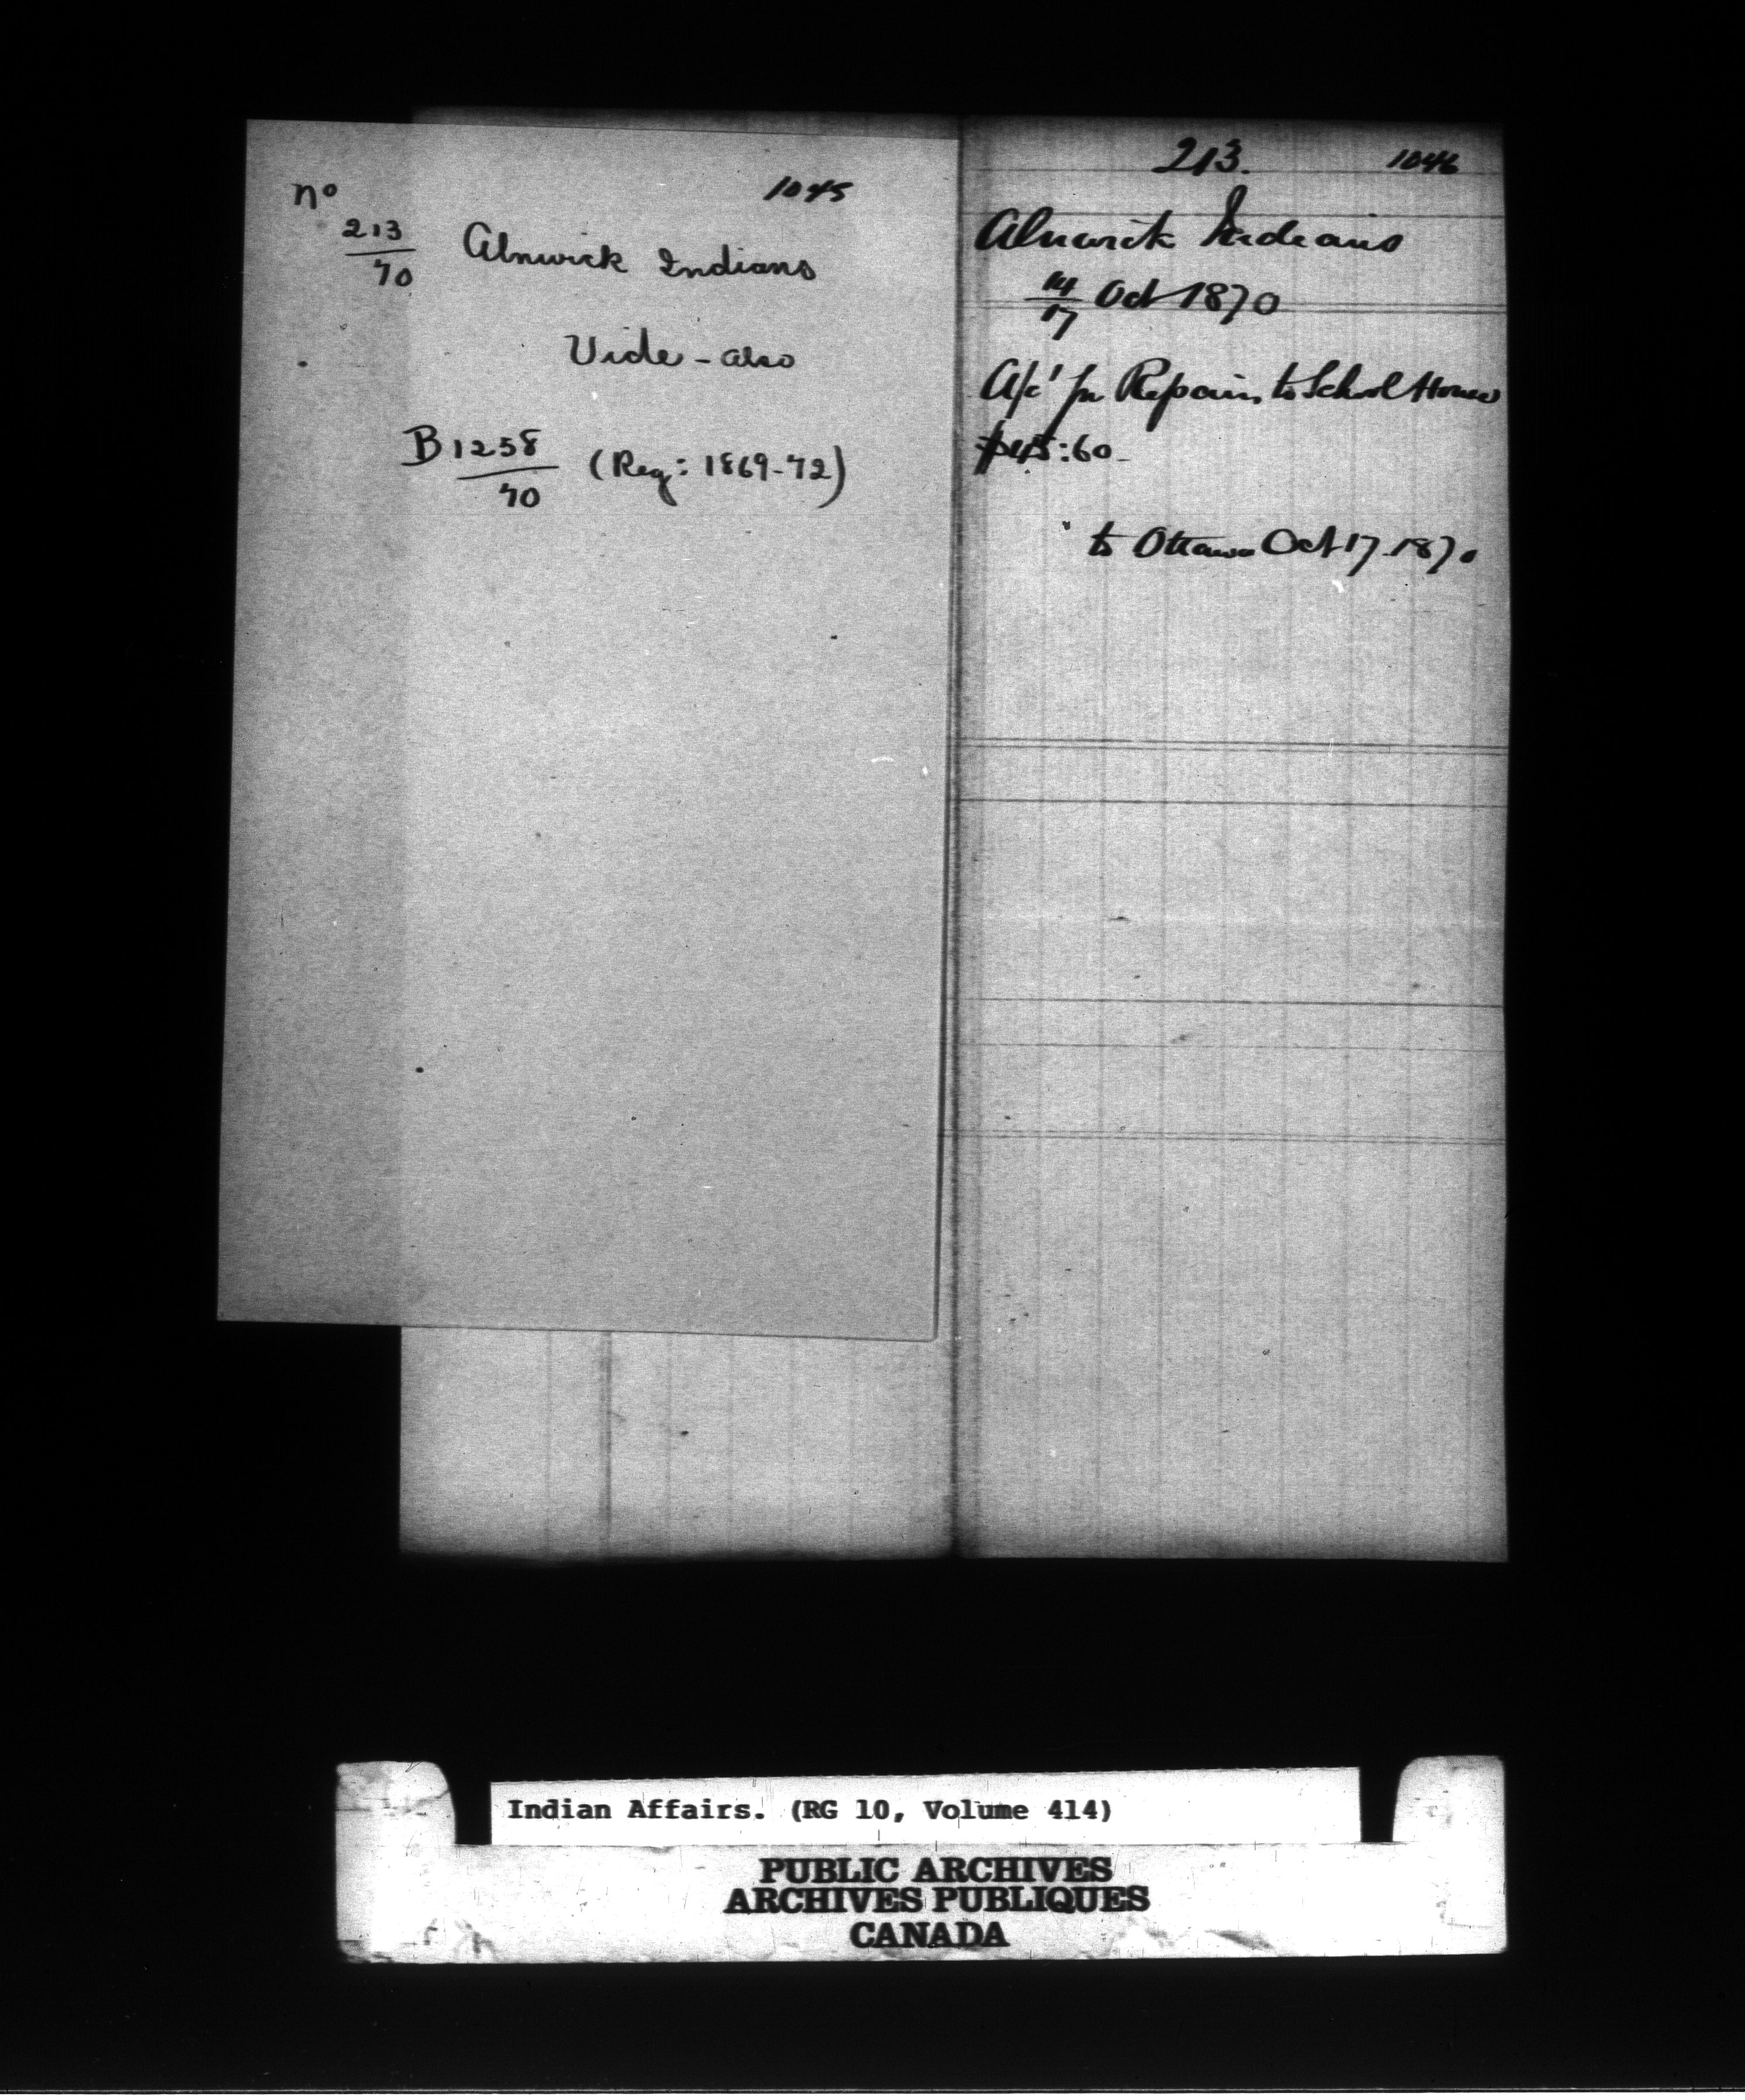 1045
No
213/70 Alnwick Indians
Vide - also
B1258/70 (Reg: 1869-72)
213. 1046
Alnwick Indians
14/17 Oct 1870
A/c' for Repairs to School House
$45:60-
to Ottawa Oct 17-1870
Indian Affairs. (RG 10, Volume 414)
PUBLIC ARCHIVES
ARCHIVES PUBLIQUES
CANADA